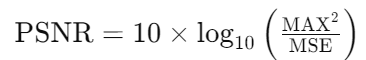 PSNR = 10 × log₁₀ (MAX²/MSE)